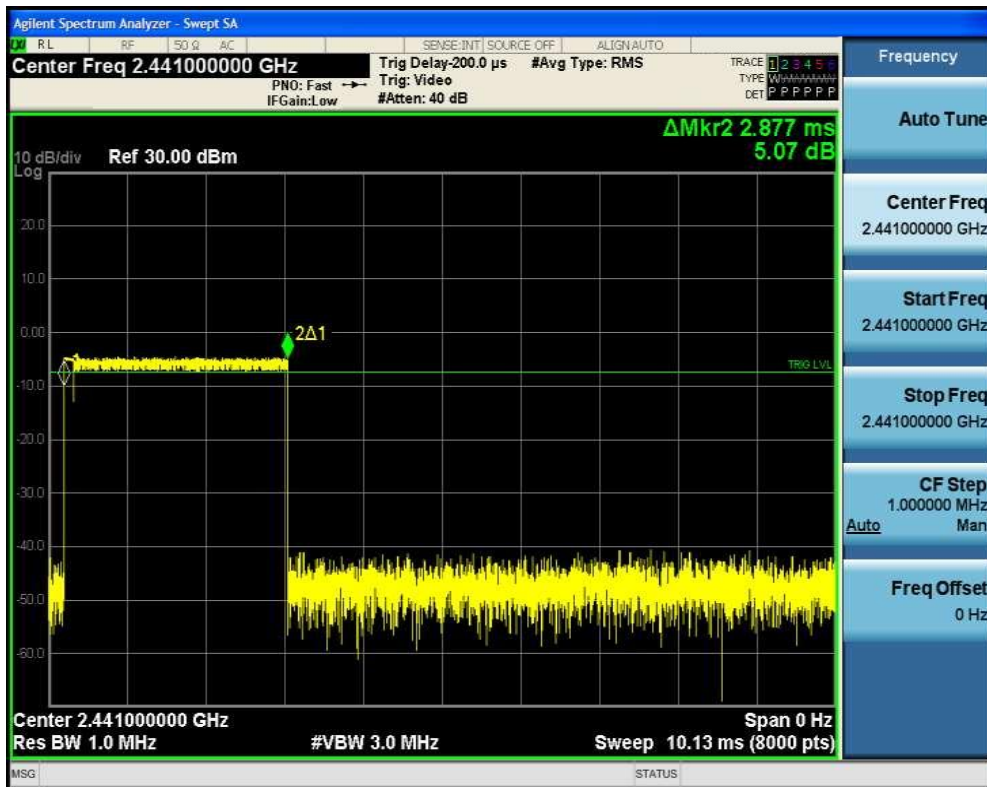 Agilent Spectrum Analyzer - Swept SA
RL RF 50 Ω AC SENSE:INT SOURCE OFF ALIGNAUTO
Center Freq 2.441000000 GHz
PNO: Fast
IFGain:Low
Trig Delay-200.0 µs
Trig: Video
#Atten: 40 dB
#Avg Type: RMS
TRACE 1 2 3 4 5 6
TYPE
DET P P P P P P
ΔMkr2 2.877 ms
5.07 dB
10 dB/div Ref 30.00 dBm
Log
20.0
10.0
0.00
2Δ1
TRIG LVL
-10.0
-20.0
-30.0
-40.0
-50.0
-60.0
Center 2.441000000 GHz Span 0 Hz
Res BW 1.0 MHz #VBW 3.0 MHz Sweep 10.13 ms (8000 pts)
MSG STATUS
Frequency
Auto Tune
Center Freq
2.441000000 GHz
Start Freq
2.441000000 GHz
Stop Freq
2.441000000 GHz
CF Step
1.000000 MHz
Auto Man
Freq Offset
0 Hz